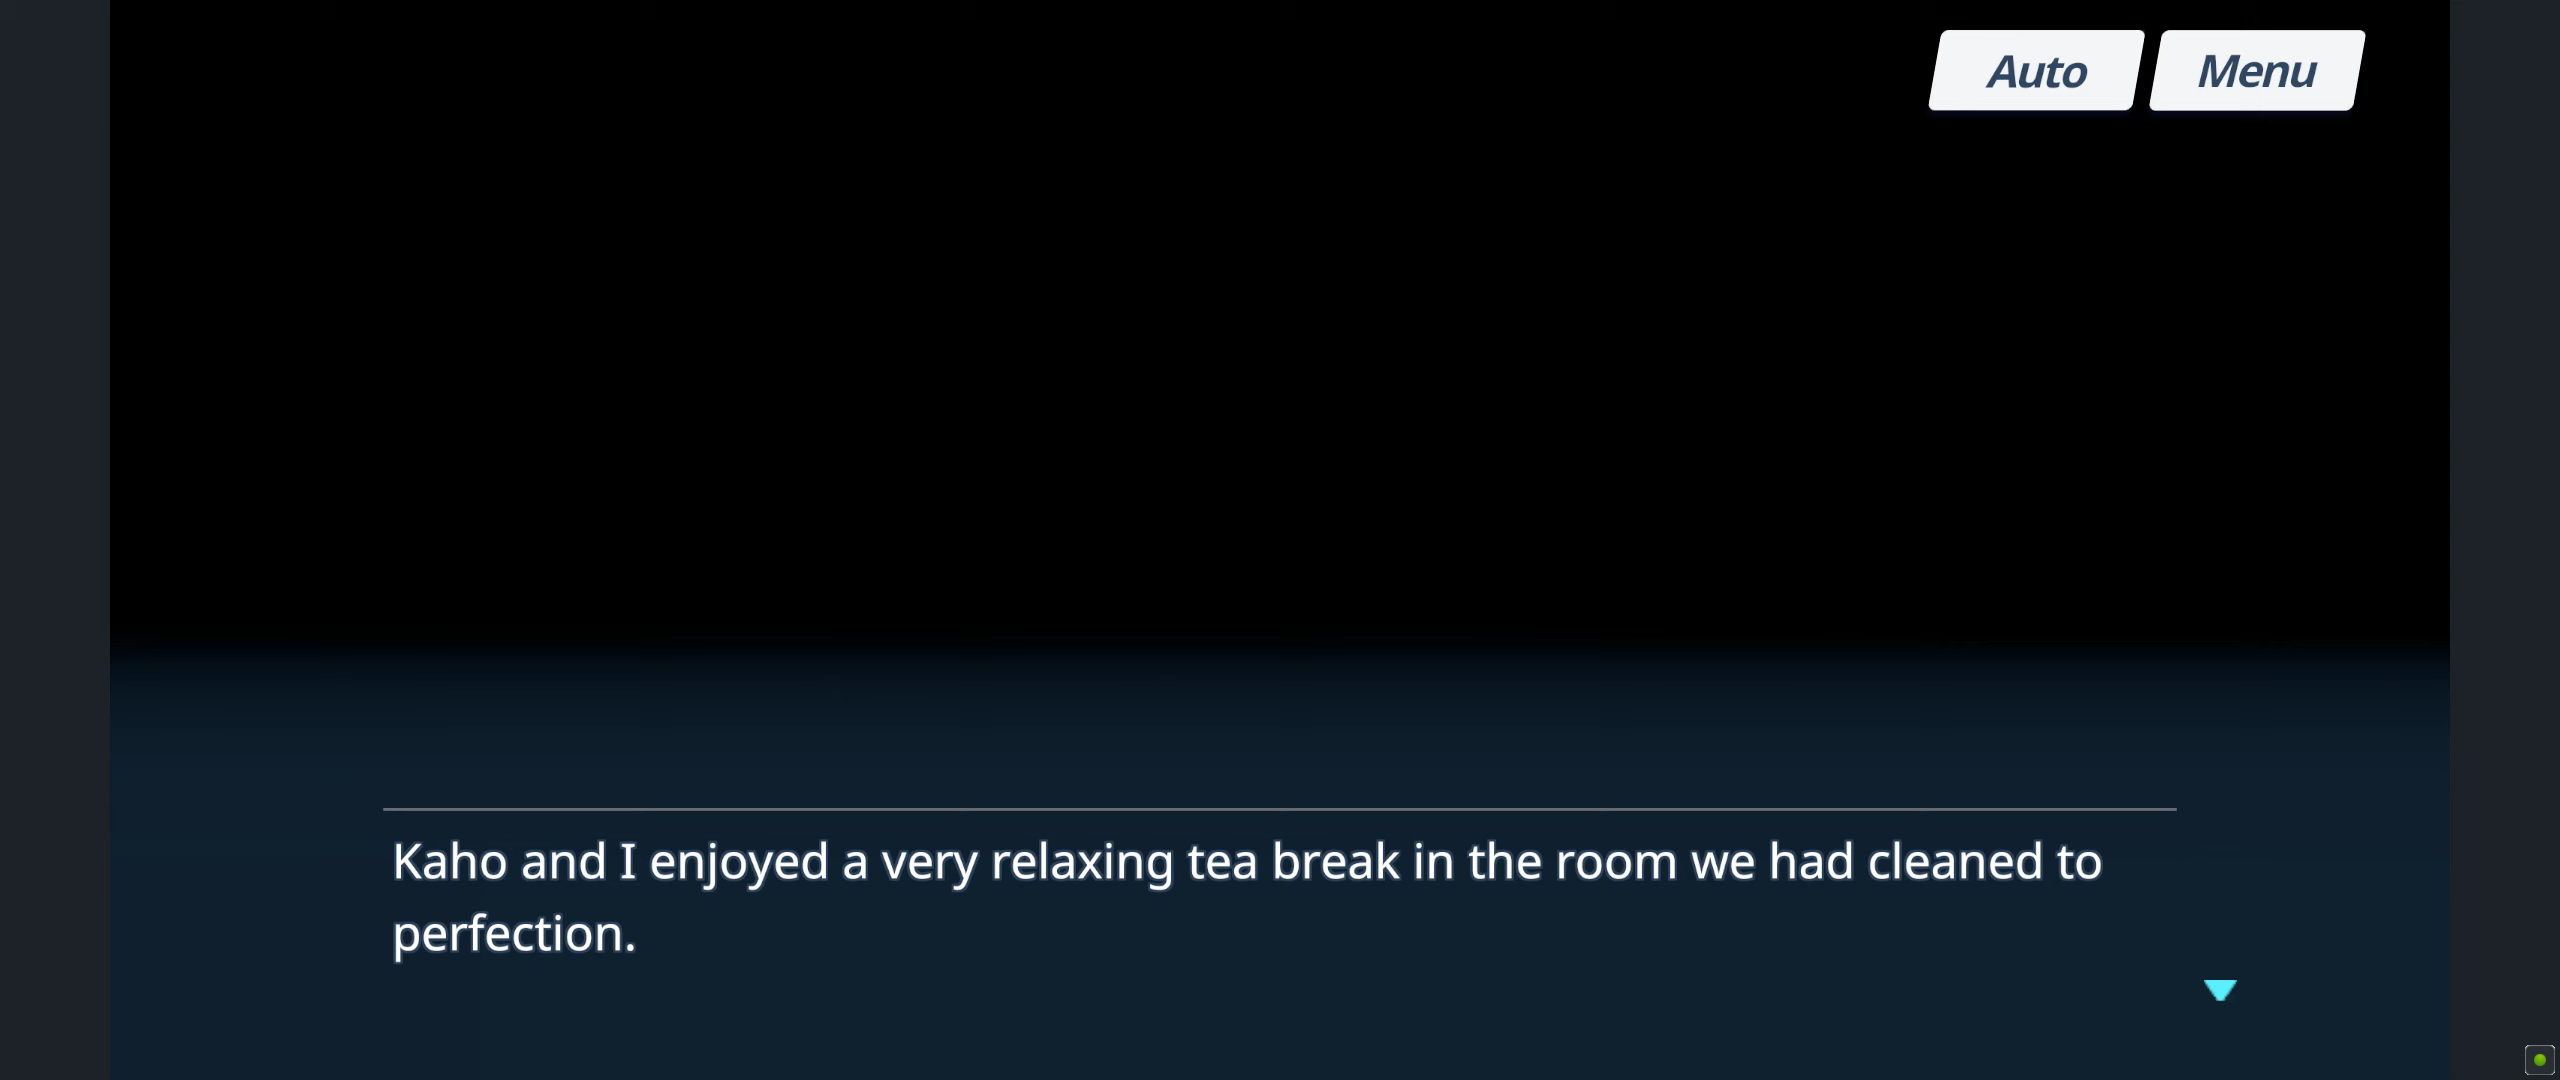 Auto Menu
Kaho and I enjoyed a very relaxing tea break in the room we had cleaned to
perfection.